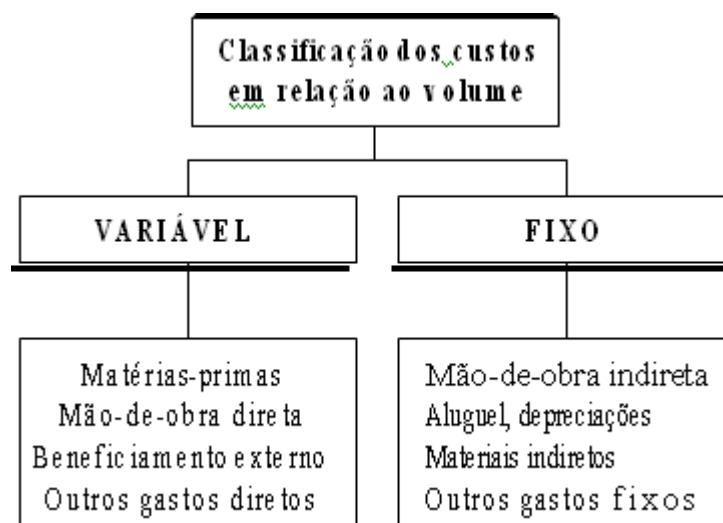 Classificação dos custos
em relação ao volume
VARIÁVEL
FIXO
Matérias-primas
Mão-de-obra direta
Beneficiamento externo
Outros gastos diretos
Mão-de-obra indireta
Aluguel, depreciações
Materiais indiretos
Outros gastos fixos